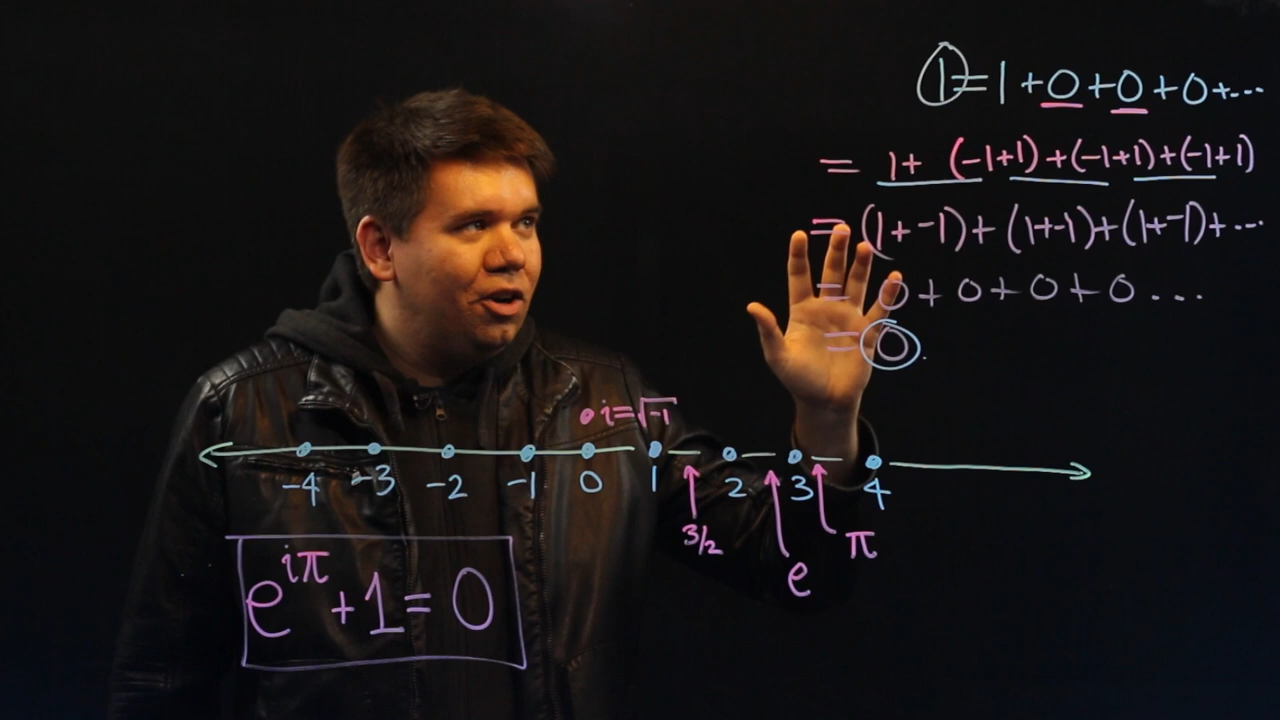 1=1+0+0+0+...
= 1+ (-1+1)+(-1+1)+(-1+1)
= (1+-1)+(1+-1)+(1+-1)+...
= 0+0+0+0...
= 0.
i=√-1
-4 -3 -2 -1 0 1 2 3 4
3/2 e π
e^{iπ}+1=0